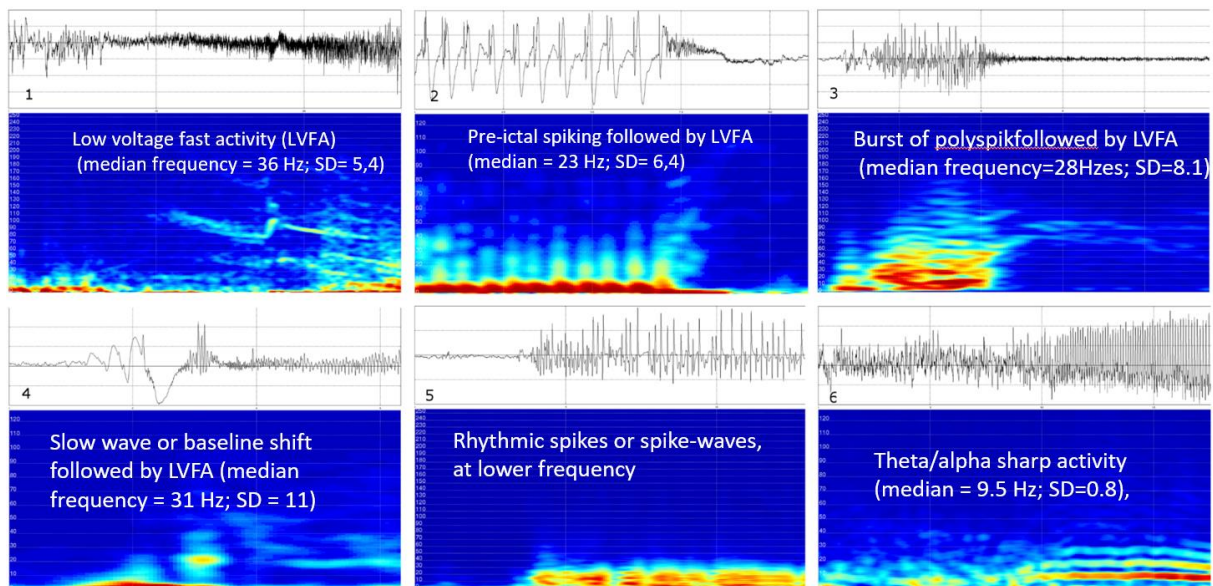 1
2
3
Low voltage fast activity (LVFA)
(median frequency = 36 Hz; SD= 5,4)
Pre-ictal spiking followed by LVFA
(median = 23 Hz; SD= 6,4)
Burst of polyspikfollowed by LVFA
(median frequency=28Hzes; SD=8.1)
4
5
6
Slow wave or baseline shift
followed by LVFA (median
frequency = 31 Hz; SD = 11)
Rhythmic spikes or spike-waves,
at lower frequency
Theta/alpha sharp activity
(median = 9.5 Hz; SD=0.8),